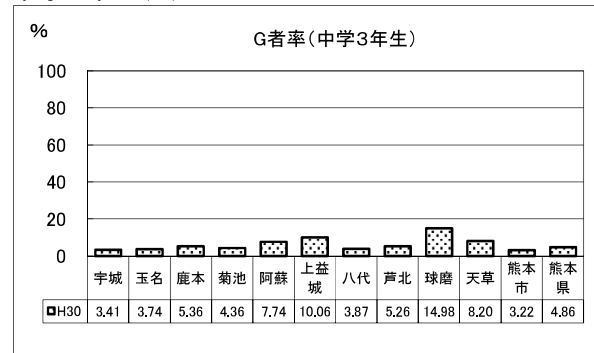 %
G者率(中学3年生)
100
80
60
40
20
0
宇城 玉名 鹿本 菊池 阿蘇 上益城 八代 芦北 球磨 天草 熊本市 熊本県
H30 3.41 3.74 5.36 4.36 7.74 10.06 3.87 5.26 14.98 8.20 3.22 4.86